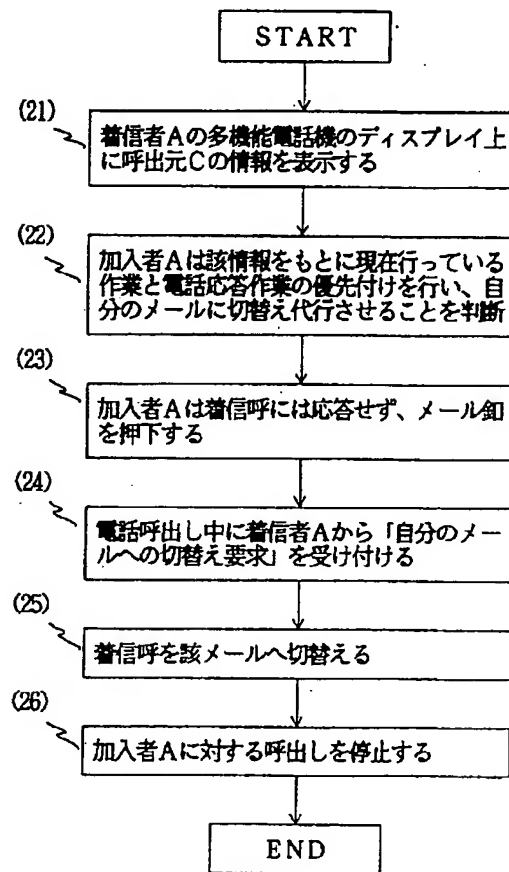 START
(21)
着信者Aの多機能電話機のディスプレイ上
に呼出元Cの情報を表示する
(22)
加入者Aは該情報をもとに現在行っている
作業と電話応答作業の優先付けを行い、自
分のメールに切替え代行させることを判断
(23)
加入者Aは着信呼には応答せず、メール釦
を押下する
(24)
電話呼出し中に着信者Aから「自分のメー
ルへの切替え要求」を受け付ける
(25)
着信呼を該メールへ切替える
(26)
加入者Aに対する呼出しを停止する
END